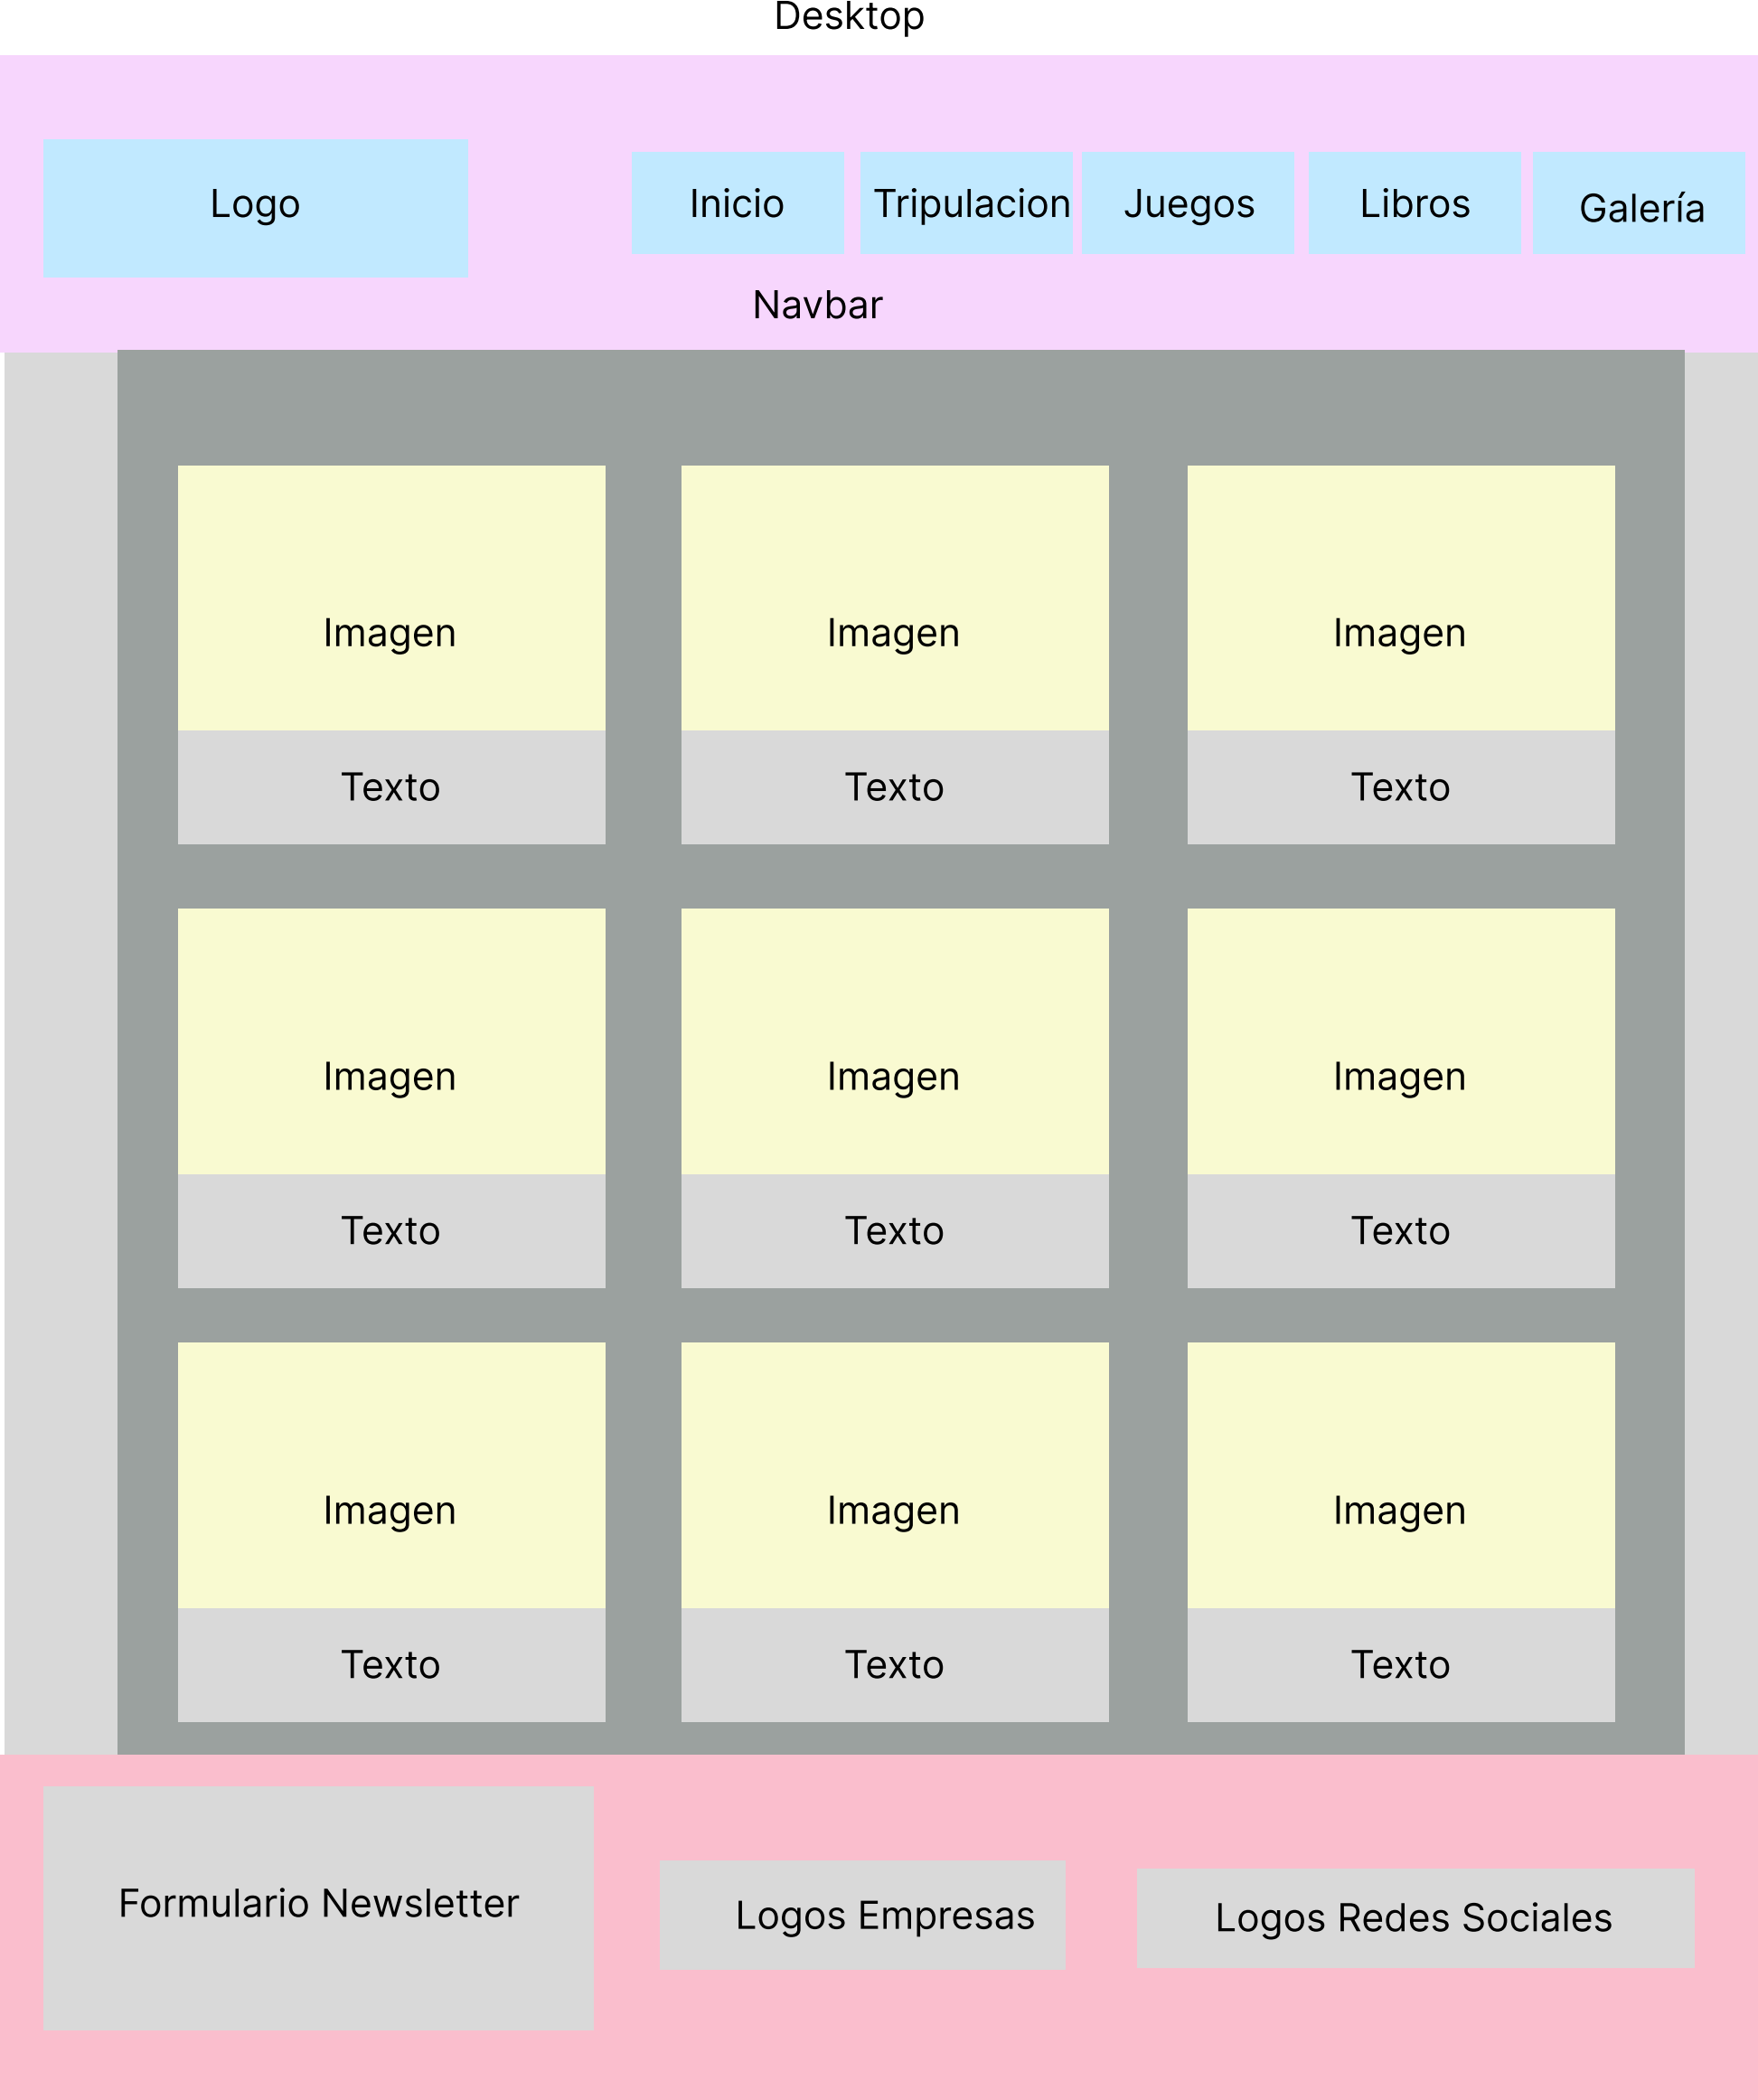 Desktop
Logo
Inicio
Tripulacion
Juegos
Libros
Galería
Navbar
Imagen
Imagen
Imagen
Texto
Texto
Texto
Imagen
Imagen
Imagen
Texto
Texto
Texto
Imagen
Imagen
Imagen
Texto
Texto
Texto
Formulario Newsletter
Logos Empresas
Logos Redes Sociales